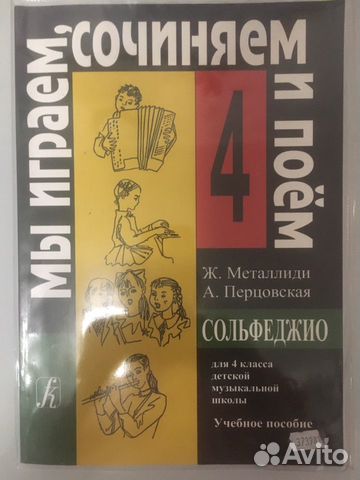 МЫ ИГРАЕМ,
СОЧИНЯЕМ
И ПОЁМ
4
Ж. Металлиди
А. Перцовская
СОЛЬФЕДЖИО
для 4 класса
детской
музыкальной
школы
Учебное пособие
Avito